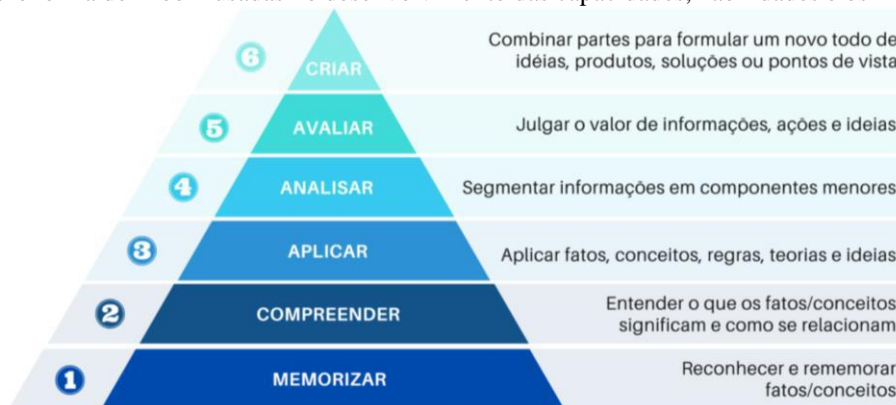 6
CRIAR
Combinar partes para formular um novo todo de
idéias, produtos, soluções ou pontos de vista
5
AVALIAR
Julgar o valor de informações, ações e ideias
4
ANALISAR
Segmentar informações em componentes menores
3
APLICAR
Aplicar fatos, conceitos, regras, teorias e ideias
2
COMPREENDER
Entender o que os fatos/conceitos
significam e como se relacionam
1
MEMORIZAR
Reconhecer e rememorar
fatos/conceitos